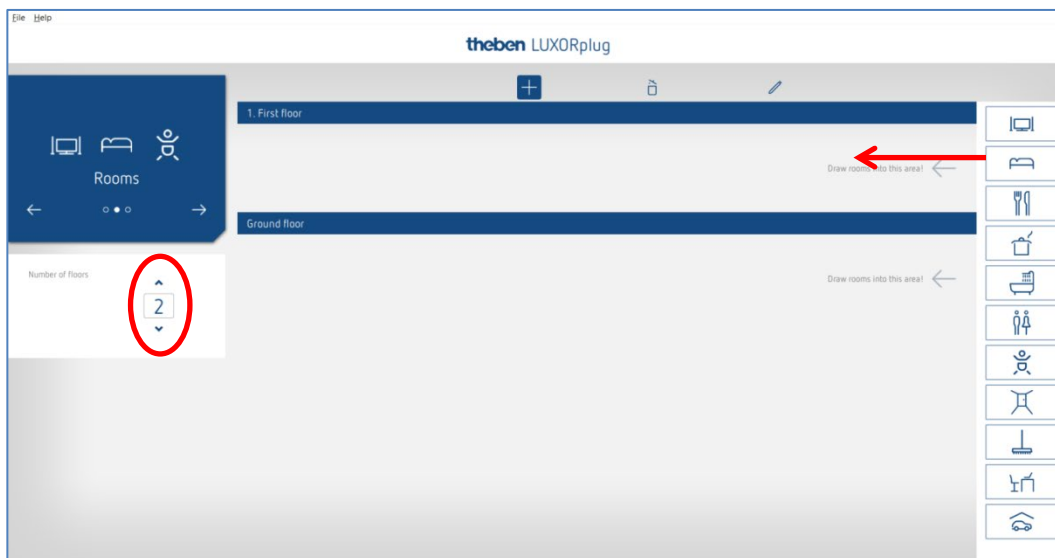 File Help
theben LUXORplug
1. First floor
Rooms
Draw rooms into this area!
Ground floor
Number of floors
2
Draw rooms into this area!